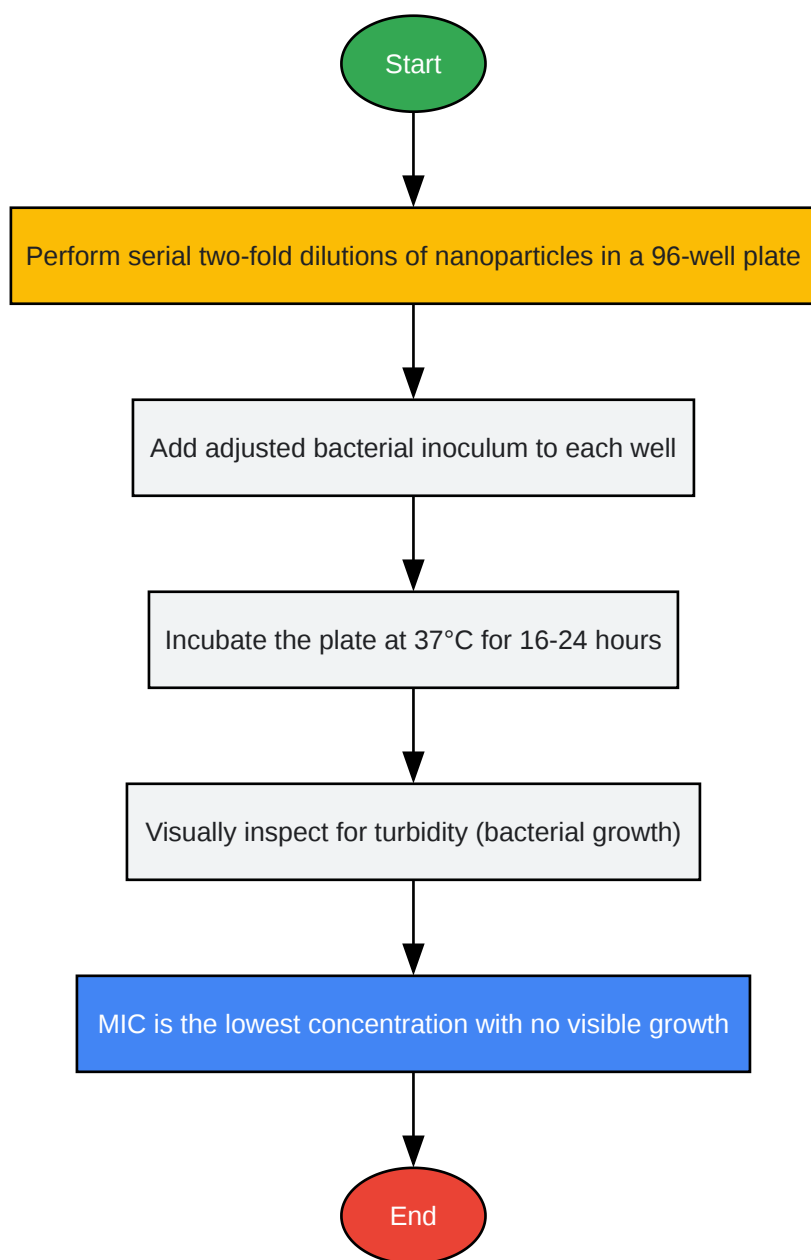 Start
Perform serial two-fold dilutions of nanoparticles in a 96-well plate
Add adjusted bacterial inoculum to each well
Incubate the plate at 37°C for 16-24 hours
Visually inspect for turbidity (bacterial growth)
MIC is the lowest concentration with no visible growth
End